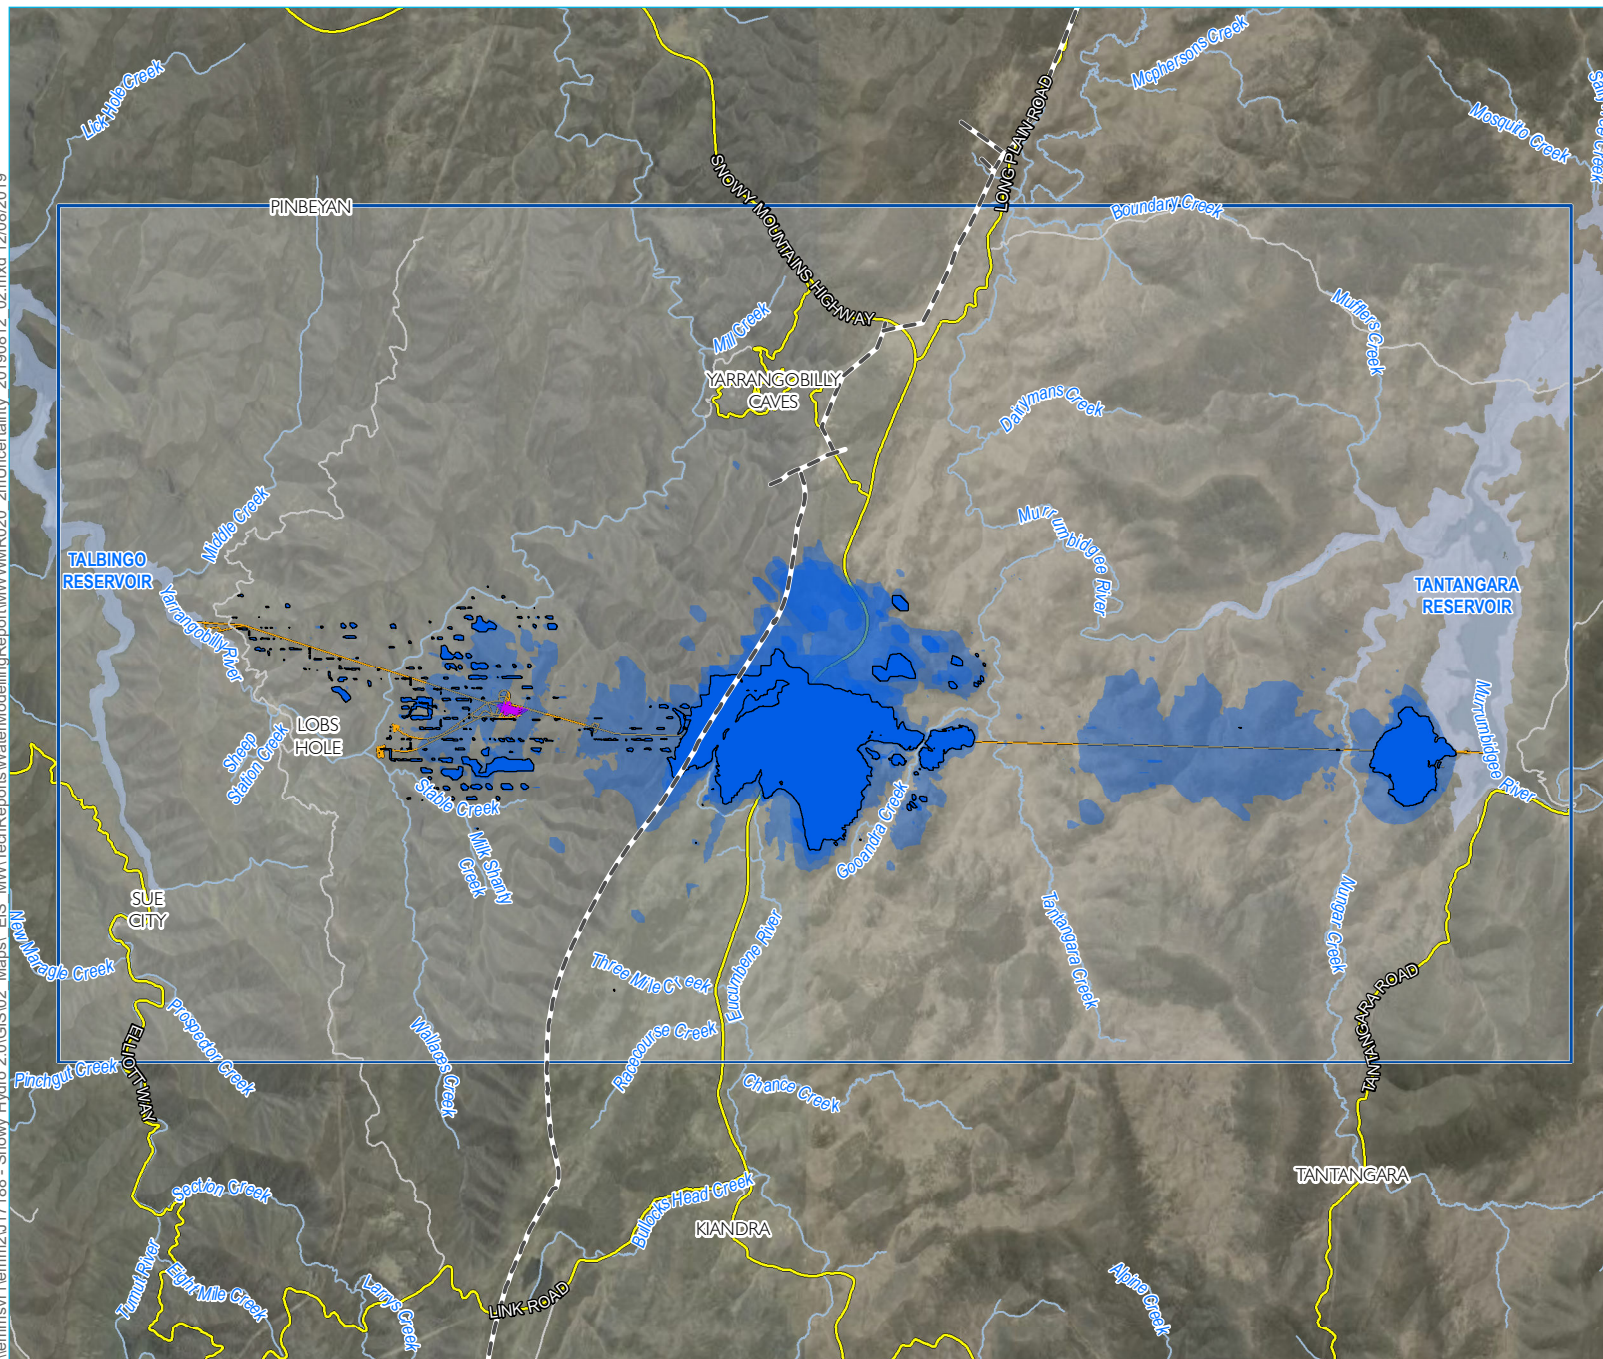 Mcphersons Creek
Lick Hole Creek
Mosquito Creek
LONG PLAIN ROAD
SNOWY MOUNTAINS HIGHWAY
PINBEYAN
Boundary Creek
Mufflers Creek
Mill Creek
YARRANGOBILLY
CAVES
Dairymans Creek
Middle Creek
Murrumbidgee River
TALBINGO
RESERVOIR
TANTANGARA
RESERVOIR
Yarrangobilly River
LOBS
HOLE
Sheep
Station Creek
Murrumbidgee River
Stable Creek
Milk Shanty
Creek
Gooandra Creek
SUE
CITY
New Maragle Creek
Three Mile Creek
Eucumbene River
Tantangara Creek
Nungar Creek
TANTANGARA ROAD
Prospector Creek
Wallaces Creek
Racecourse Creek
ELLIOTT WAY
Pinchgut Creek
Chance Creek
TANTANGARA
Section Creek
Bullocks Head Creek
KIANDRA
Tumut River
Eight Mile Creek
Larrys Creek
LINK ROAD
Alpine Creek